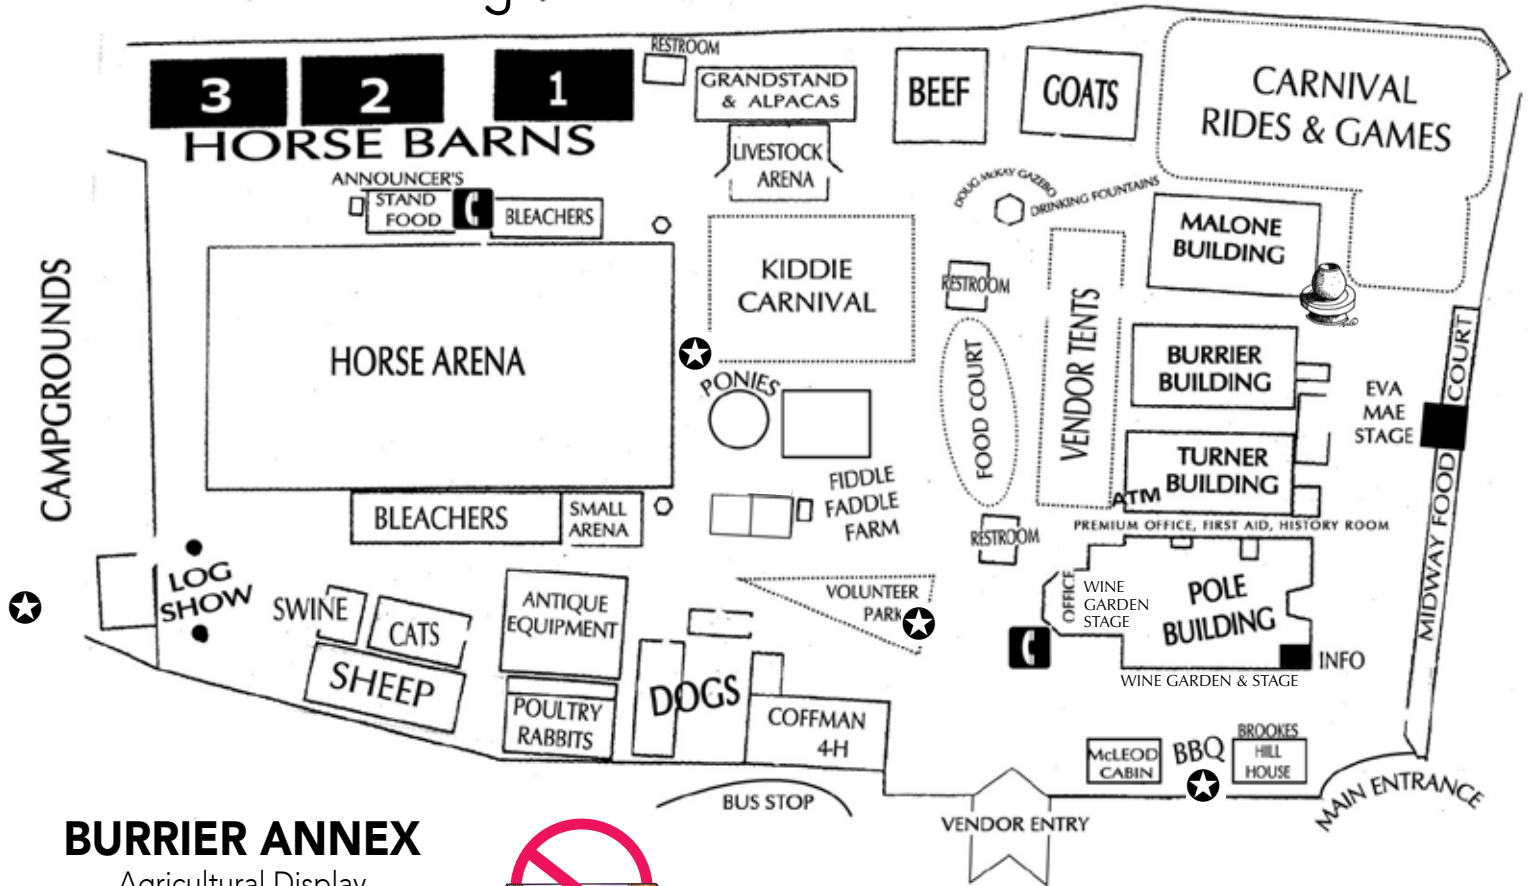 RESTROOM
3
2
1
HORSE BARNS
GRANDSTAND
& ALPACAS
BEEF
GOATS
CARNIVAL
RIDES & GAMES
LIVESTOCK
ARENA
ANNOUNCER'S
STAND
FOOD
BLEACHERS
DOUG McKAY GAZEBO
DRINKING FOUNTAINS
MALONE
BUILDING
KIDDIE
CARNIVAL
RESTROOM
CAMPGROUNDS
HORSE ARENA
PONIES
FOOD COURT
VENDOR TENTS
BURRIER
BUILDING
EVA
MAE
STAGE
MIDWAY FOOD COURT
TURNER
BUILDING
ATM
FIDDLE
FADDLE
FARM
BLEACHERS
SMALL
ARENA
RESTROOM
PREMIUM OFFICE, FIRST AID, HISTORY ROOM
LOG
SHOW
SWINE
CATS
SHEEP
ANTIQUE
EQUIPMENT
VOLUNTEER
PARK
OFFICE
WINE
GARDEN
STAGE
POLE
BUILDING
INFO
WINE GARDEN & STAGE
POULTRY
RABBITS
DOGS
COFFMAN
4-H
McLEOD
CABIN
BBQ
BROOKES
HILL
HOUSE
MAIN ENTRANCE
BUS STOP
VENDOR ENTRY
BURRIER ANNEX
Agricultural Display